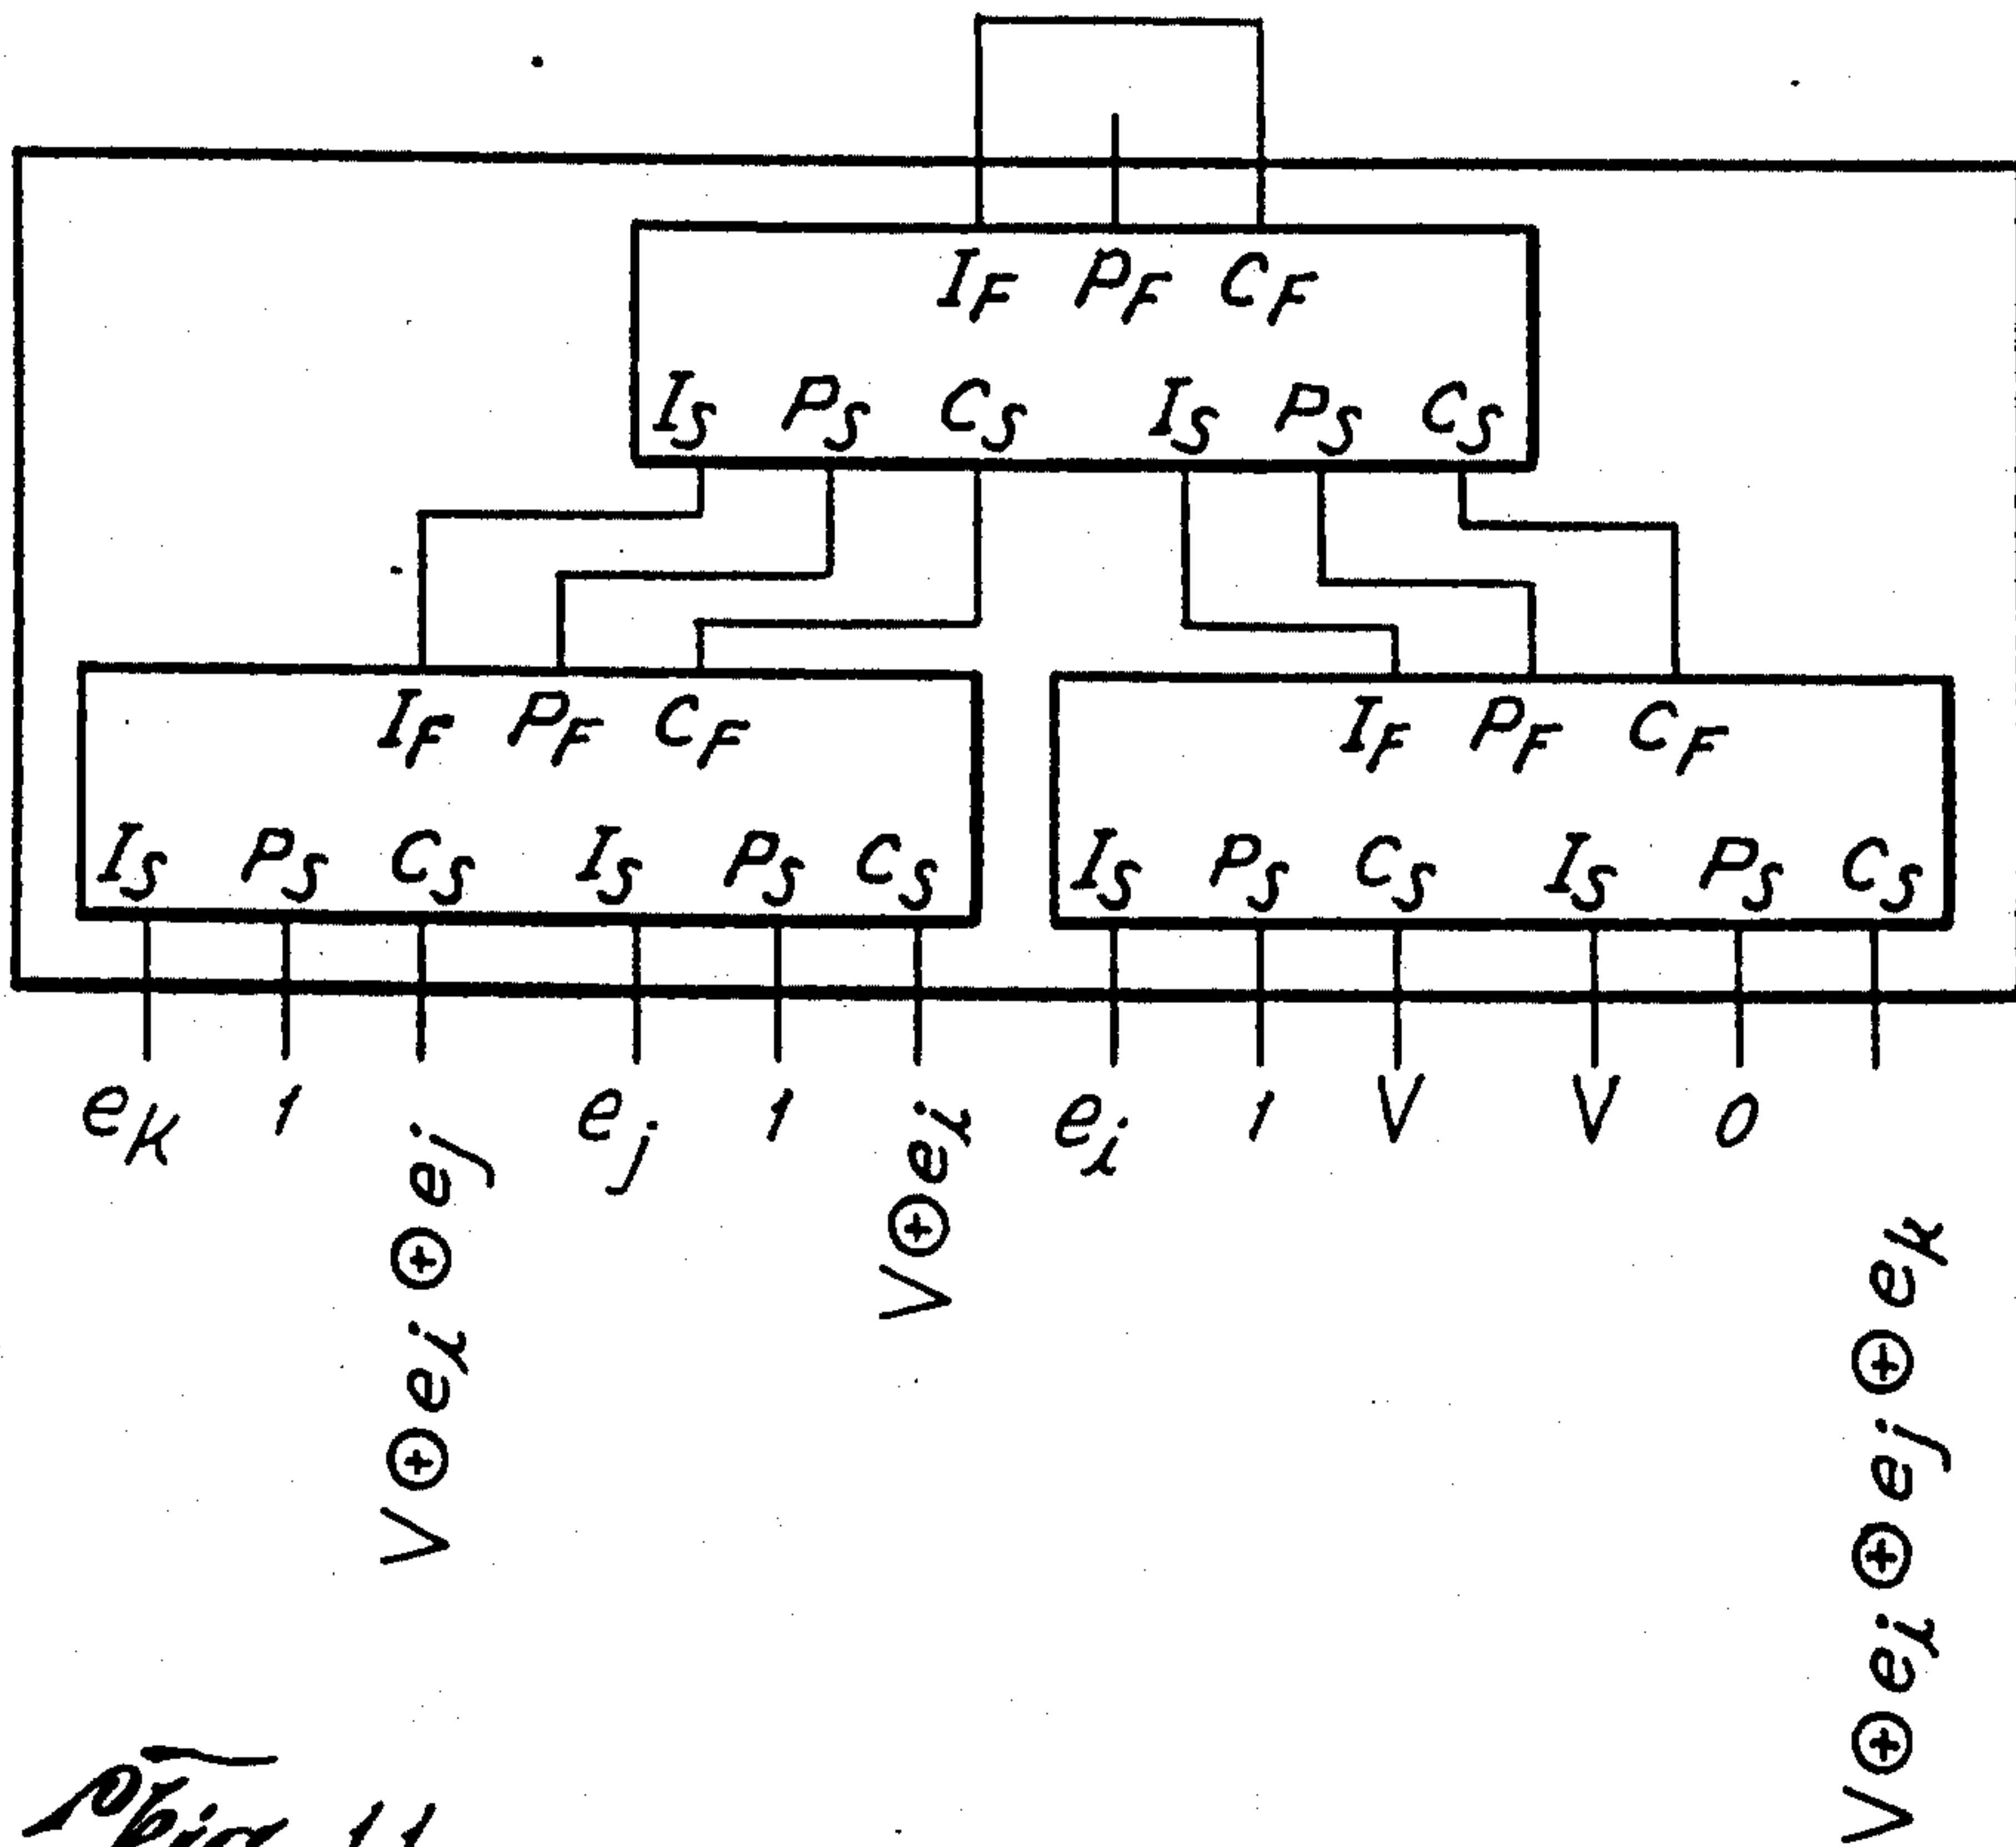 I_F P_F C_F
I_S P_S C_S I_S P_S C_S
I_F P_F C_F I_F P_F C_F
I_S P_S C_S I_S P_S C_S I_S P_S C_S I_S P_S C_S
e_k 1 V⊕e_i⊕e_j e_j 1 V⊕e_i e_i 1 V V 0 V⊕e_i⊕e_j⊕e_k
Fig. 11